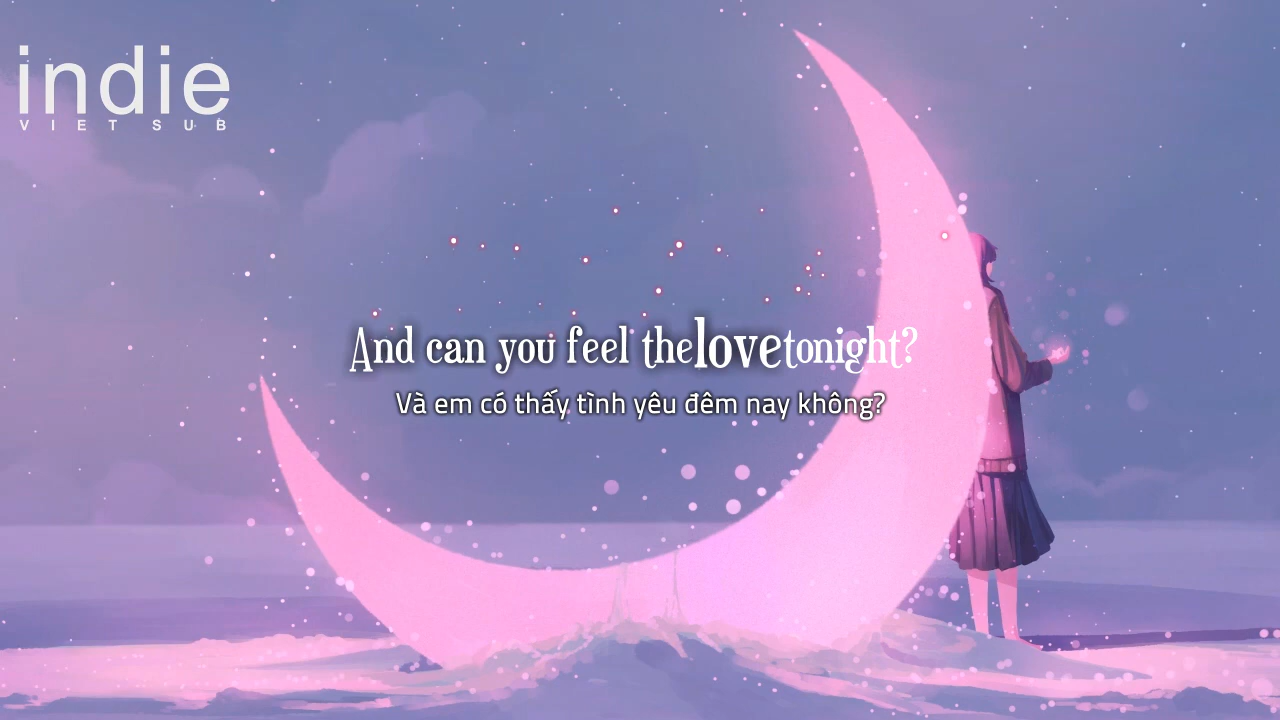 indie
VIET SUB
And can you feel the love tonight?
Và em có thấy tình yêu đêm nay không?